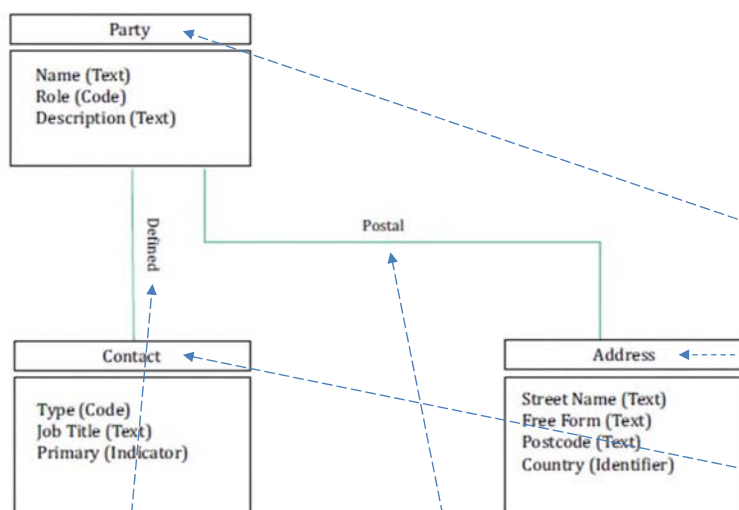 Party
Name (Text)
Role (Code)
Description (Text)
Defined
Postal
Contact
Type (Code)
Job Title (Text)
Primary (Indicator)
Address
Street Name (Text)
Free Form (Text)
Postcode (Text)
Country (Identifier)